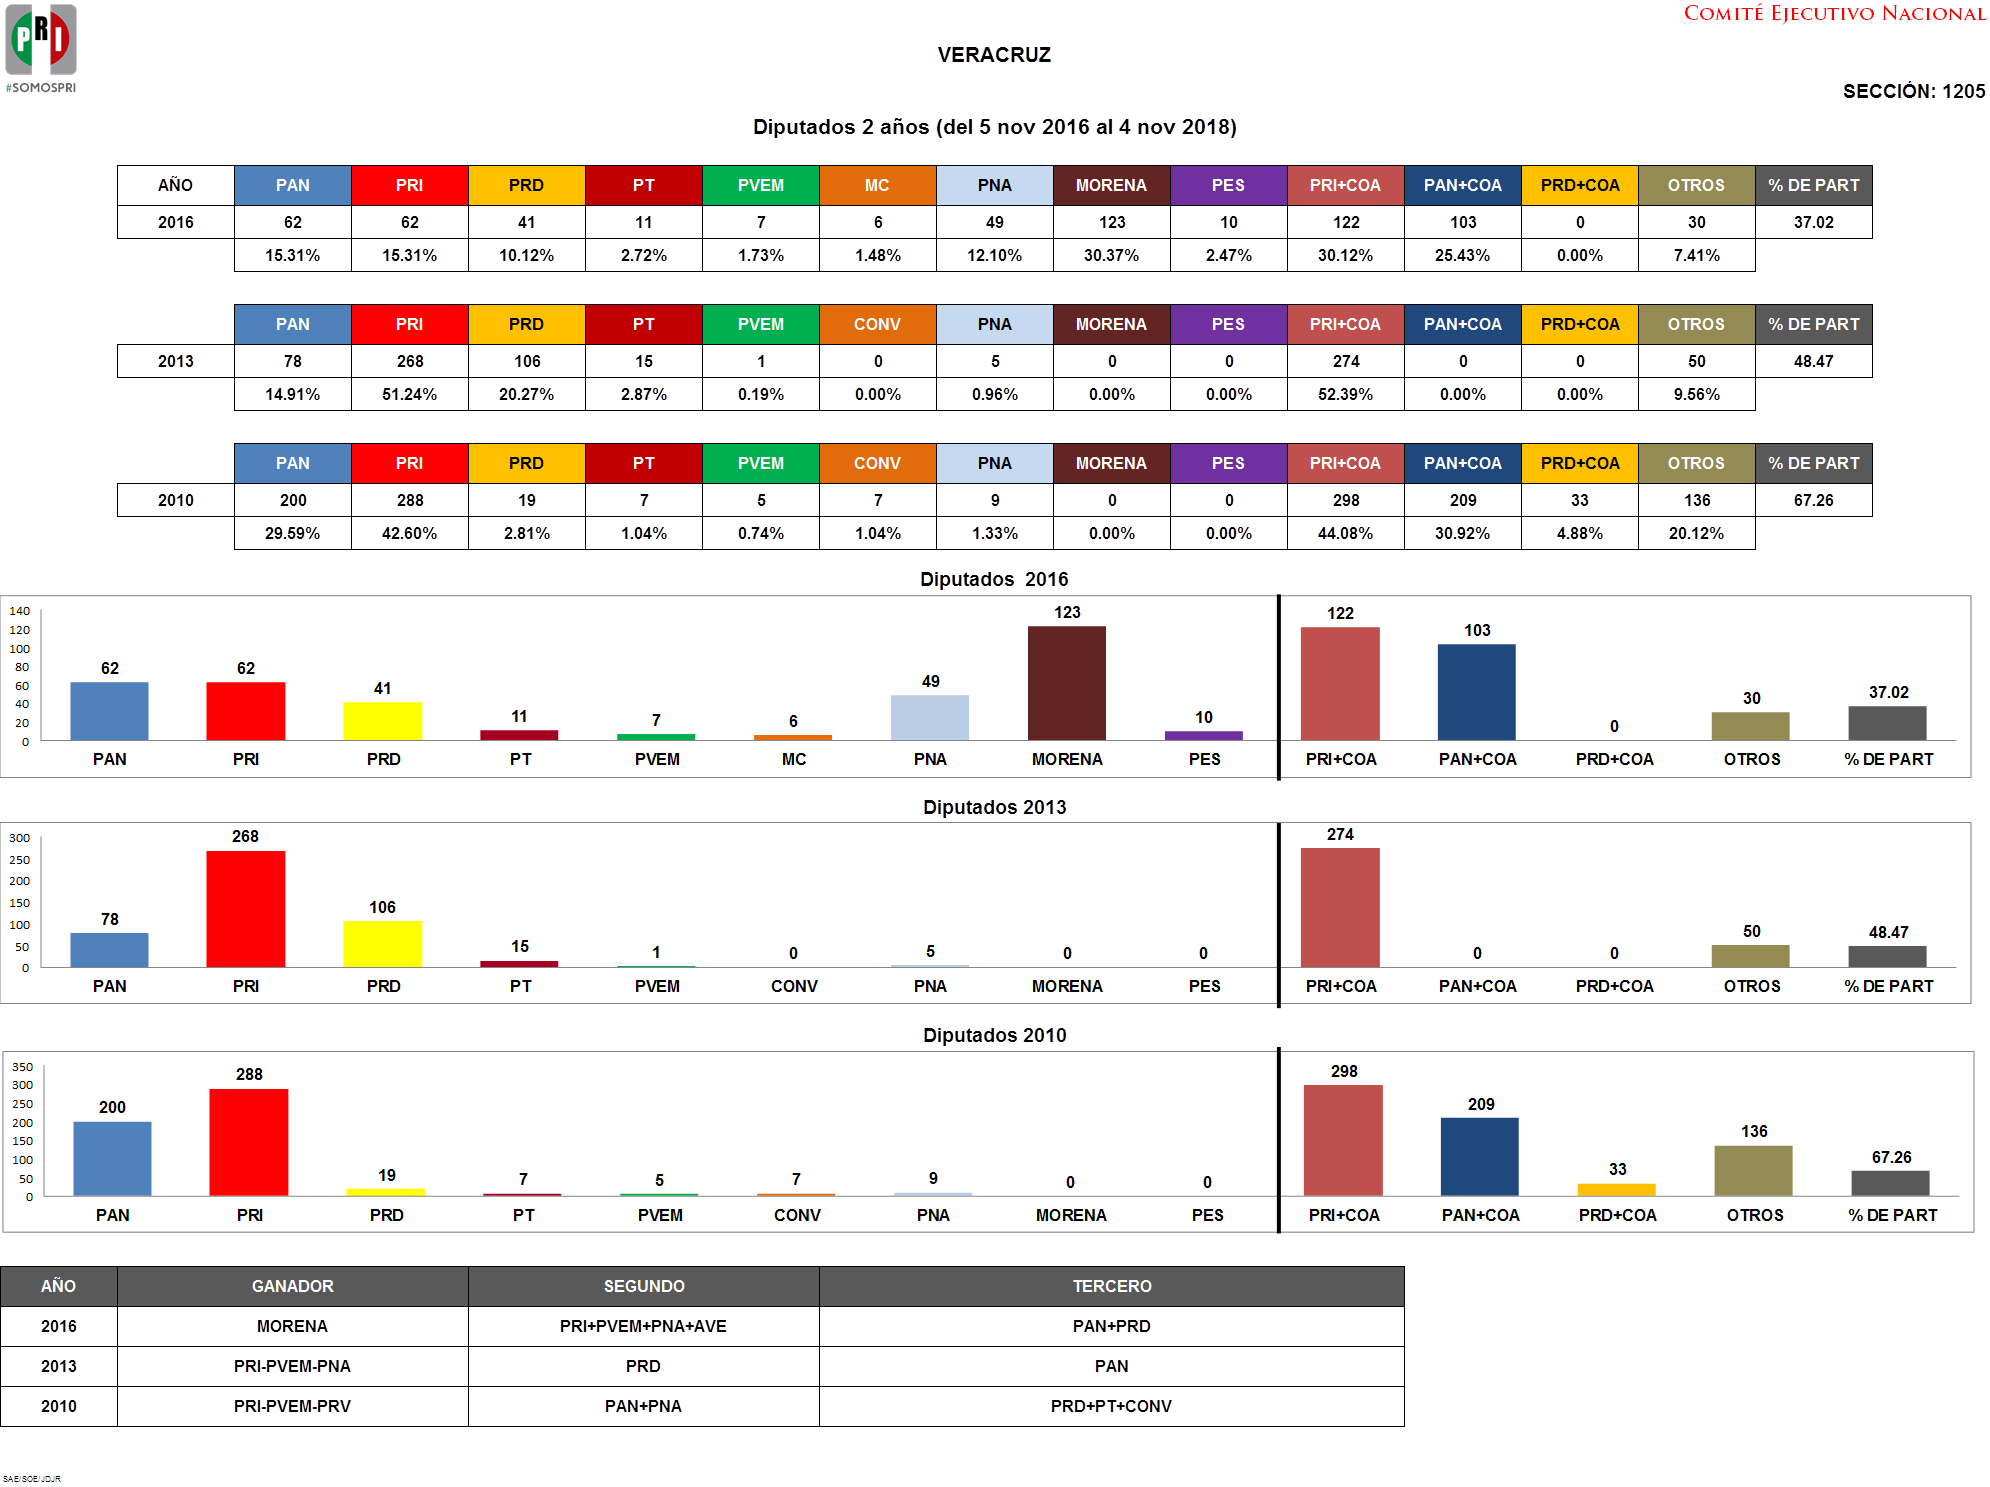 PRI
#SOMOSPRI
COMITÉ EJECUTIVO NACIONAL
VERACRUZ
SECCIÓN: 1205
Diputados 2 años (del 5 nov 2016 al 4 nov 2018)
AÑO PAN PRI PRD PT PVEM MC PNA MORENA PES PRI+COA PAN+COA PRD+COA OTROS % DE PART
2016 62 62 41 11 7 6 49 123 10 122 103 0 30 37.02
15.31% 15.31% 10.12% 2.72% 1.73% 1.48% 12.10% 30.37% 2.47% 30.12% 25.43% 0.00% 7.41%
PAN PRI PRD PT PVEM CONV PNA MORENA PES PRI+COA PAN+COA PRD+COA OTROS % DE PART
2013 78 268 106 15 1 0 5 0 0 274 0 0 50 48.47
14.91% 51.24% 20.27% 2.87% 0.19% 0.00% 0.96% 0.00% 0.00% 52.39% 0.00% 0.00% 9.56%
PAN PRI PRD PT PVEM CONV PNA MORENA PES PRI+COA PAN+COA PRD+COA OTROS % DE PART
2010 200 288 19 7 5 7 9 0 0 298 209 33 136 67.26
29.59% 42.60% 2.81% 1.04% 0.74% 1.04% 1.33% 0.00% 0.00% 44.08% 30.92% 4.88% 20.12%
Diputados 2016
140
120
100
80
60
40
20
0
62 62 41 11 7 6 49 123 10 122 103 0 30 37.02
PAN PRI PRD PT PVEM MC PNA MORENA PES PRI+COA PAN+COA PRD+COA OTROS % DE PART
Diputados 2013
300
250
200
150
100
50
0
78 268 106 15 1 0 5 0 0 274 0 0 50 48.47
PAN PRI PRD PT PVEM CONV PNA MORENA PES PRI+COA PAN+COA PRD+COA OTROS % DE PART
Diputados 2010
350
300
250
200
150
100
50
0
200 288 19 7 5 7 9 0 0 298 209 33 136 67.26
PAN PRI PRD PT PVEM CONV PNA MORENA PES PRI+COA PAN+COA PRD+COA OTROS % DE PART
AÑO GANADOR SEGUNDO TERCERO
2016 MORENA PRI+PVEM+PNA+AVE PAN+PRD
2013 PRI-PVEM-PNA PRD PAN
2010 PRI-PVEM-PRV PAN+PNA PRD+PT+CONV
SAE/SOE/JDJR